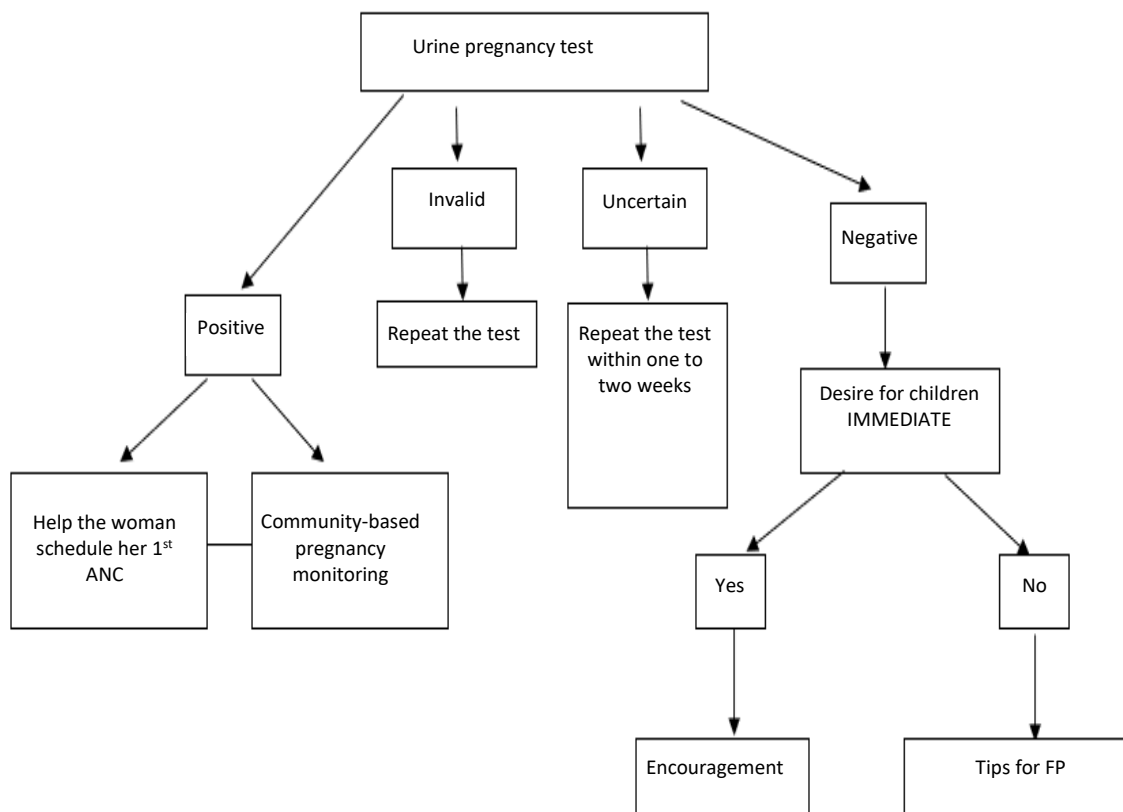 Urine pregnancy test
Invalid
Uncertain
Negative
Positive
Repeat the test
Repeat the test
within one to
two weeks
Desire for children
IMMEDIATE
Help the woman
schedule her 1st
ANC
Community-based
pregnancy
monitoring
Yes
No
Encouragement
Tips for FP